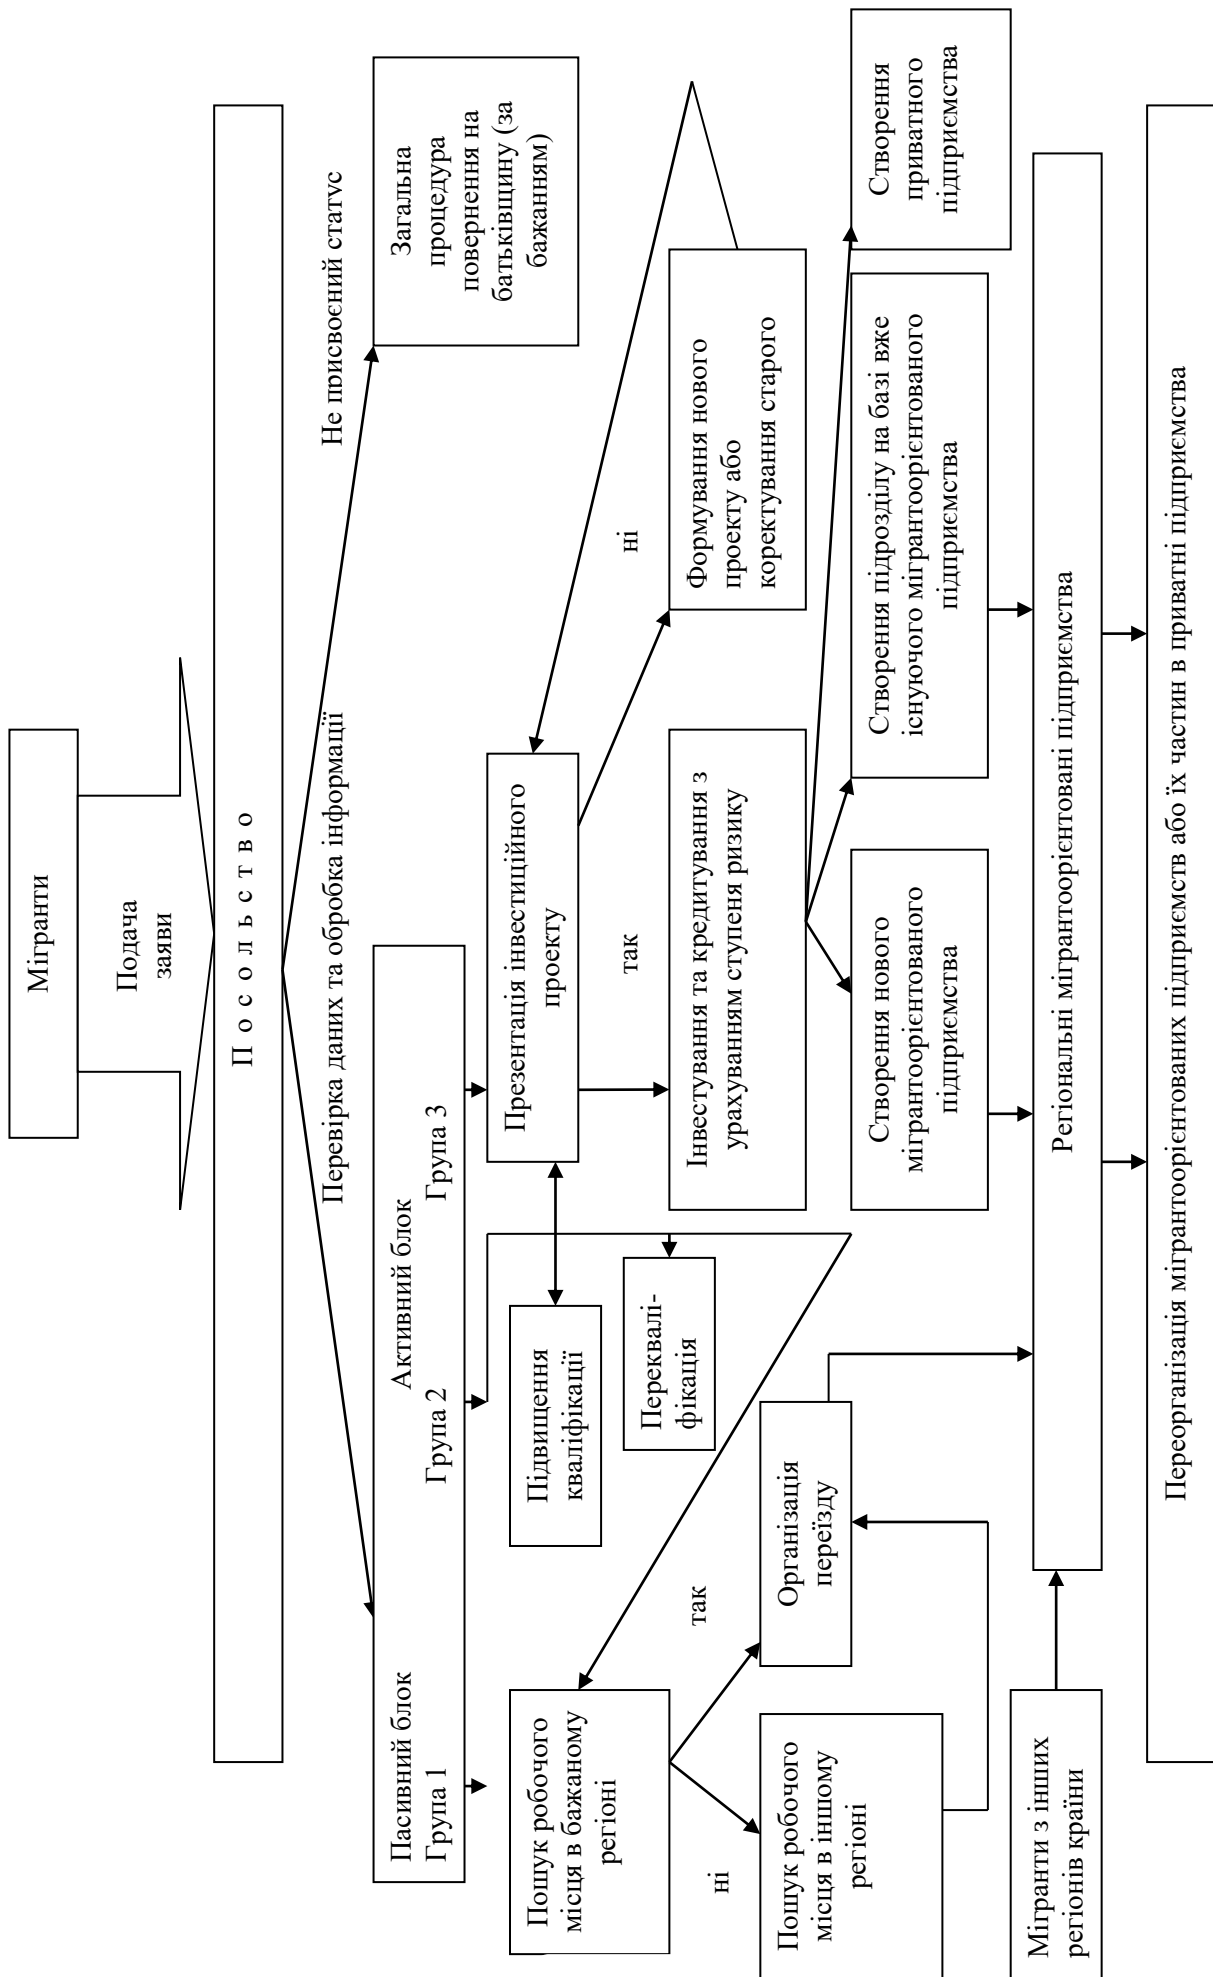 Мігранти
Подача
заяви
Посольство
Перевірка даних та обробка інформації
Не присвоєний статус
Загальна
процедура
повернення на
батьківщину (за
бажанням)
Пасивний блок
Активний блок
Група 1
Група 2
Група 3
Презентація інвестиційного
проекту
Підвищення
кваліфікації
Переквалі-
фікація
Пошук робочого
місця в бажаному
регіоні
так
ні
Формування нового
проекту або
коректування старого
Інвестування та кредитування з
урахуванням ступеня ризику
так
ні
Організація
переїзду
Пошук робочого
місця в іншому
регіоні
Створення нового
мігрантоорієнтованого
підприємства
Створення підрозділу на базі вже
існуючого мігрантоорієнтованого
підприємства
Створення
приватного
підприємства
Мігранти з інших
регіонів країни
Регіональні мігрантоорієнтовані підприємства
Переорганізація мігрантоорієнтованих підприємств або їх частин в приватні підприємства